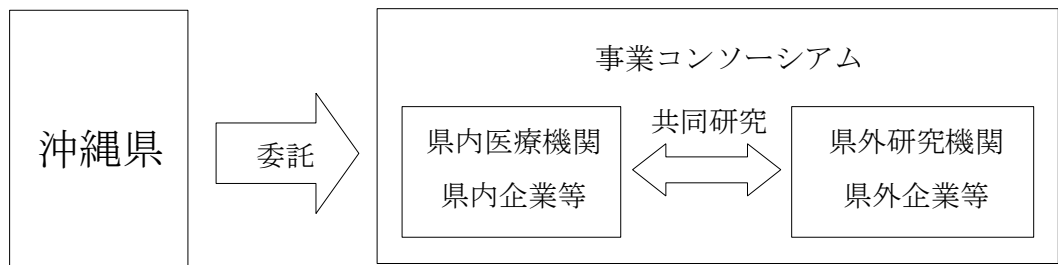 沖縄県
委託
事業コンソーシアム
県内医療機関
県内企業等
共同研究
県外研究機関
県外企業等